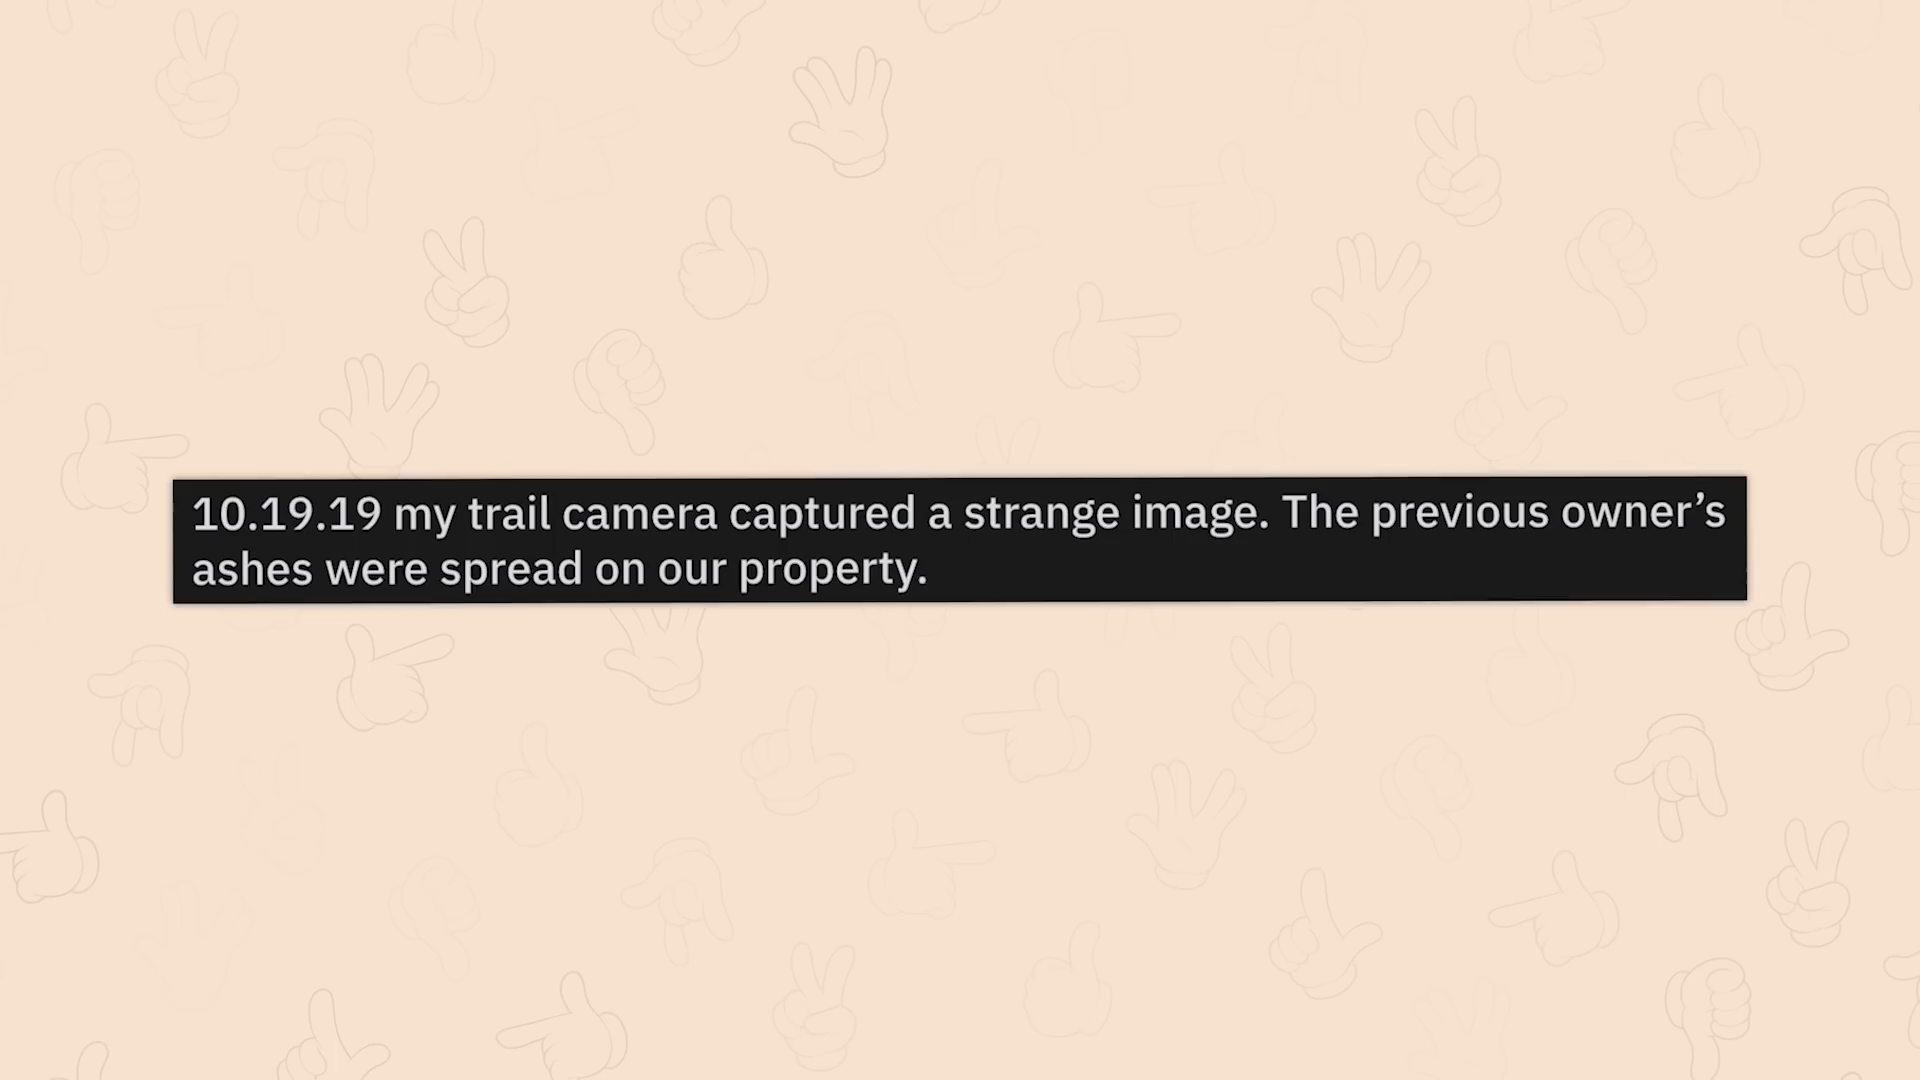 10.19.19 my trail camera captured a strange image. The previous owner’s
ashes were spread on our property.